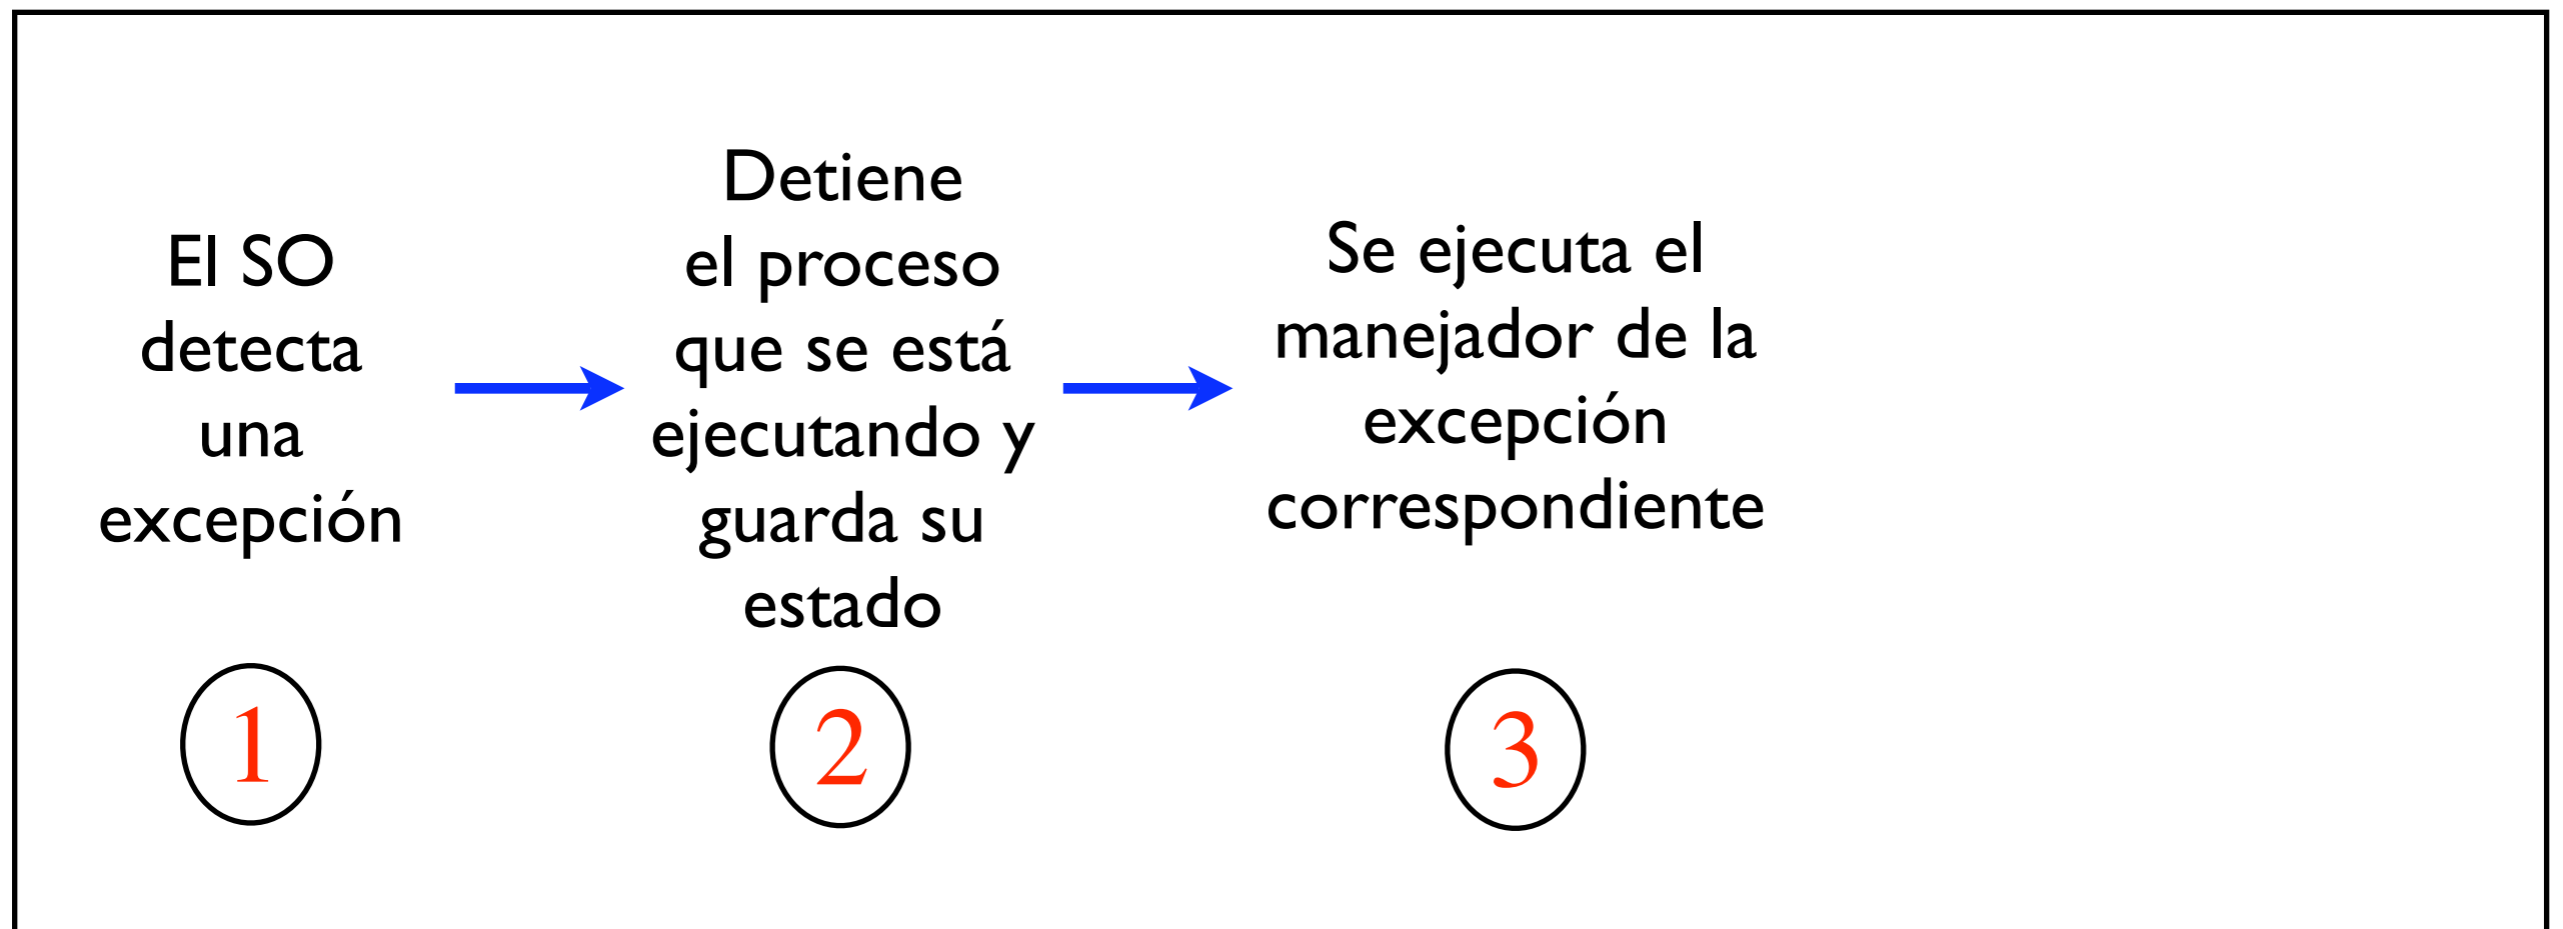 El SO
detecta
una
excepción
1
Detiene
el proceso
que se está
ejecutando y
guarda su
estado
2
Se ejecuta el
manejador de la
excepción
correspondiente
3